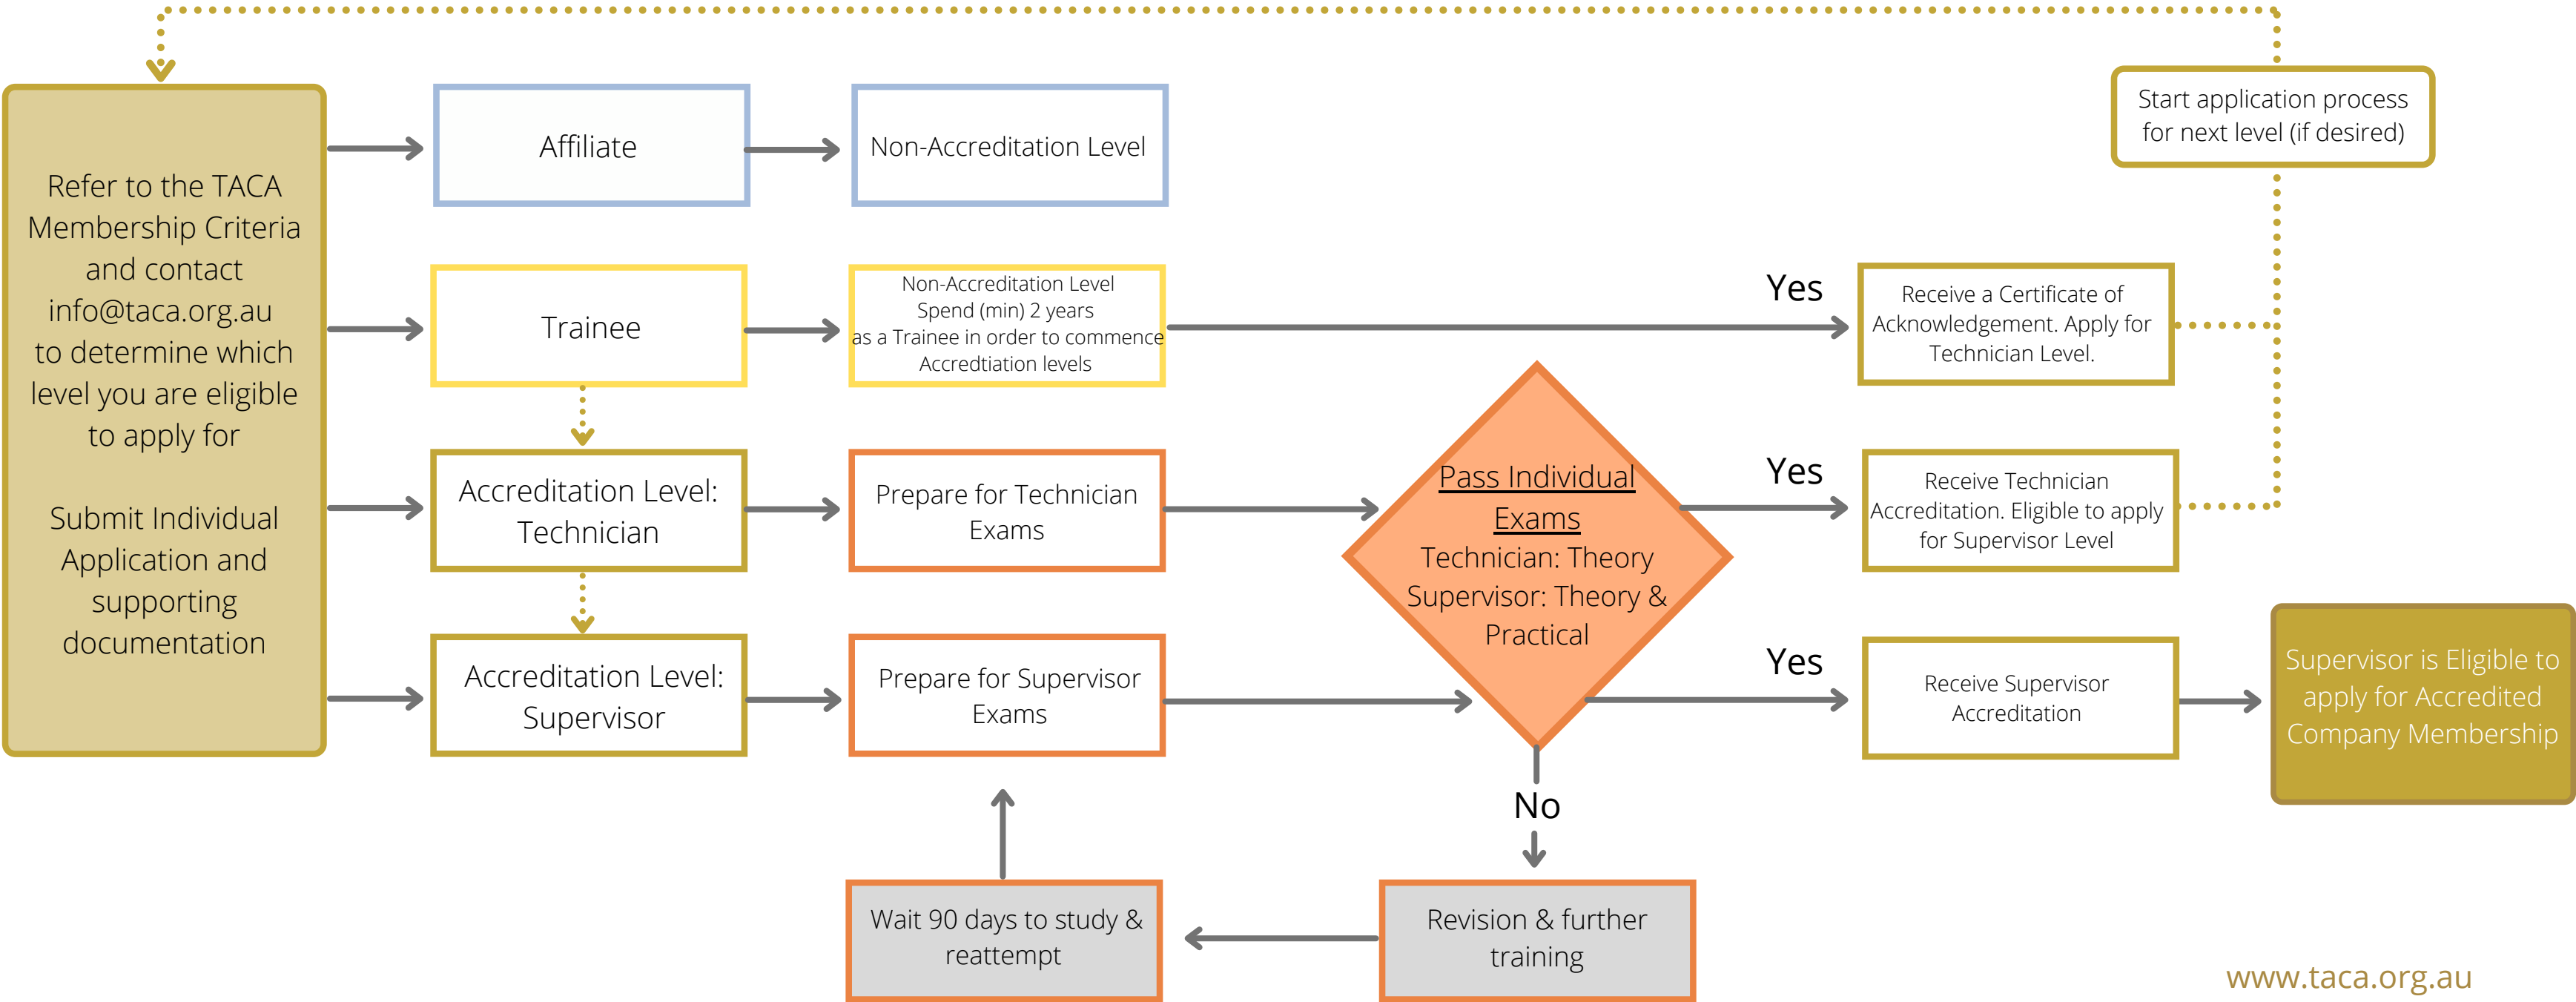 Refer to the TACA
Membership Criteria
and contact
info@taca.org.au
to determine which
level you are eligible
to apply for
Submit Individual
Application and
supporting
documentation
Affiliate
Non-Accreditation Level
Start application process
for next level (if desired)
Trainee
Non-Accreditation Level
Spend (min) 2 years
as a Trainee in order to commence
Accredtiation levels
Yes
Receive a Certificate of
Acknowledgement. Apply for
Technician Level.
Accreditation Level:
Technician
Prepare for Technician
Exams
Pass Individual
Exams
Technician: Theory
Supervisor: Theory &
Practical
Yes
Receive Technician
Accreditation. Eligible to apply
for Supervisor Level
Accreditation Level:
Supervisor
Prepare for Supervisor
Exams
Yes
Receive Supervisor
Accreditation
Supervisor is Eligible to
apply for Accredited
Company Membership
No
Wait 90 days to study &
reattempt
Revision & further
training
www.taca.org.au